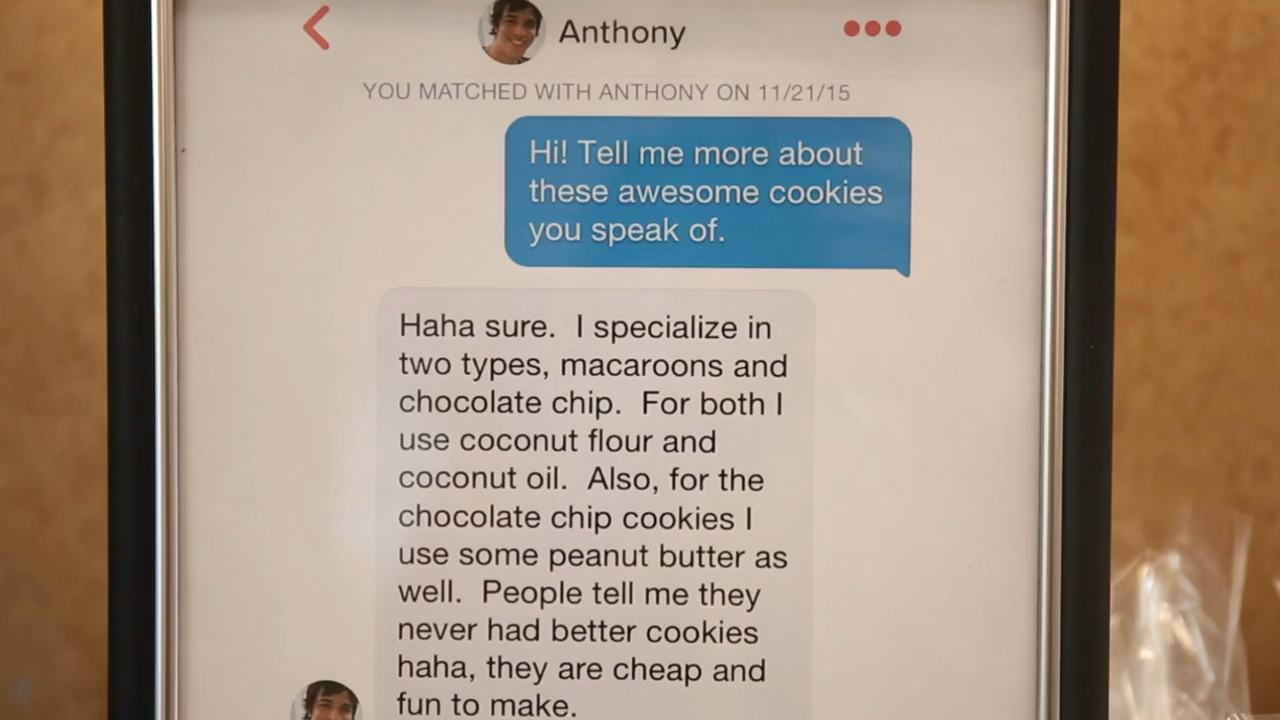 Anthony
YOU MATCHED WITH ANTHONY ON 11/21/15
Hi! Tell me more about
these awesome cookies
you speak of.
Haha sure.  I specialize in
two types, macaroons and
chocolate chip.  For both I
use coconut flour and
coconut oil.  Also, for the
chocolate chip cookies I
use some peanut butter as
well.  People tell me they
never had better cookies
haha, they are cheap and
fun to make.